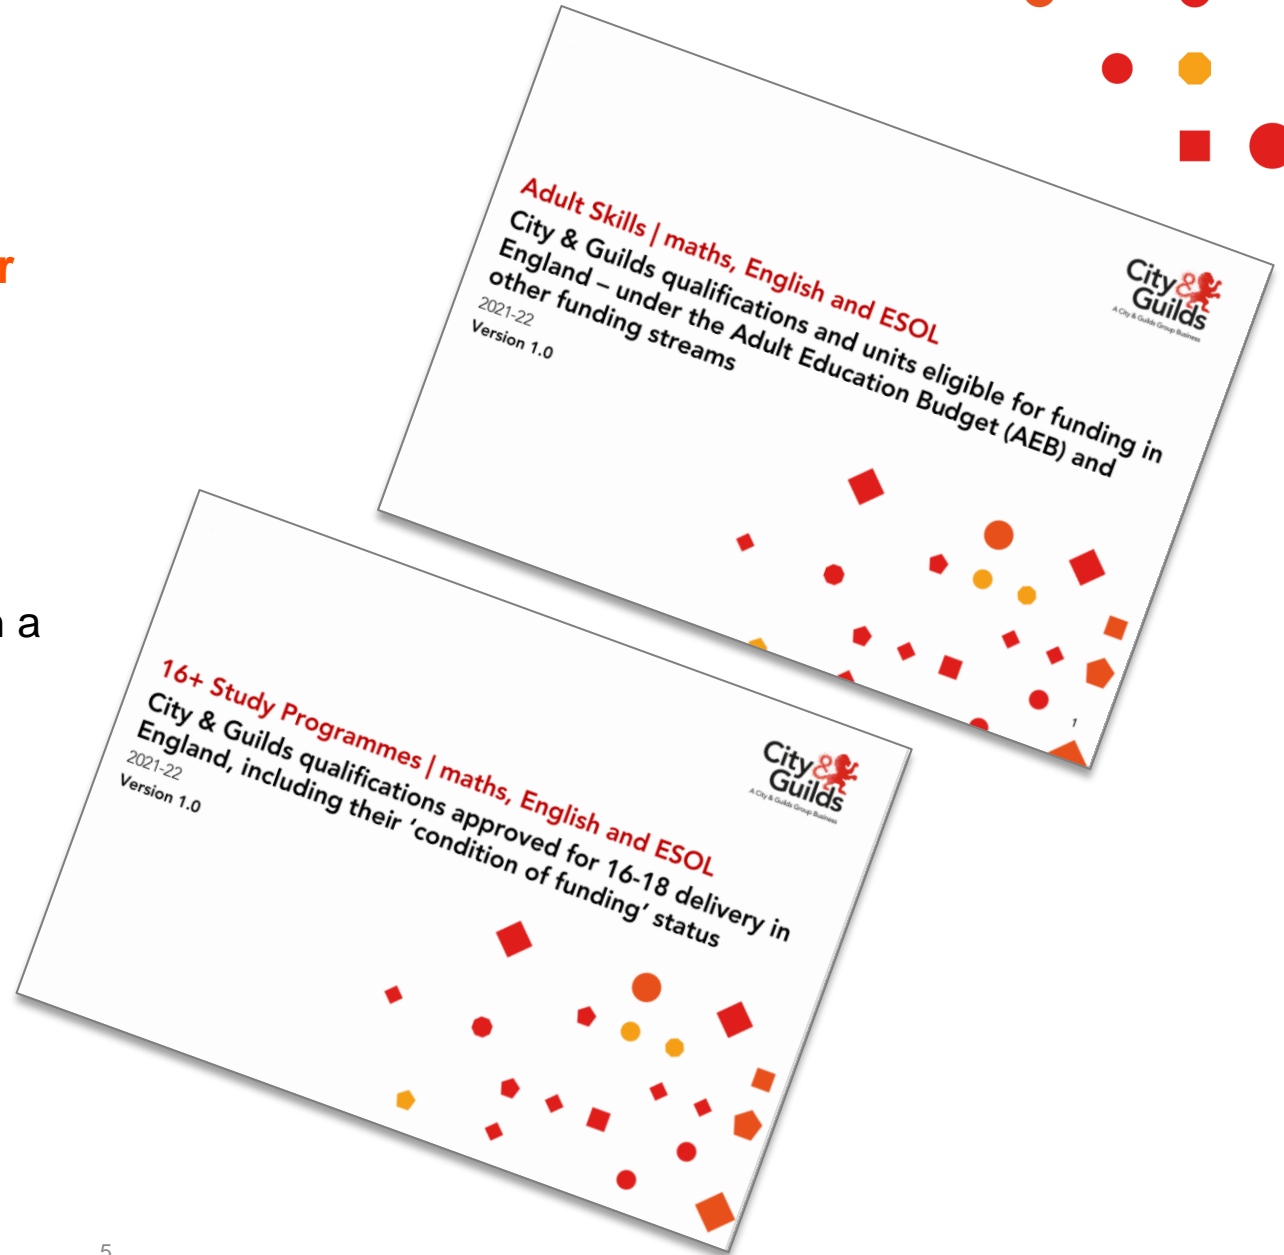 r
Adult Skills | maths, English and ESOL
City & Guilds qualifications and units eligible for funding in
England – under the Adult Education Budget (AEB) and
other funding streams
2021-22
Version 1.0
City &
Guilds
A City & Guilds Group Business
1
a
16+ Study Programmes | maths, English and ESOL
City & Guilds qualifications approved for 16-18 delivery in
England, including their ‘condition of funding’ status
2021-22
Version 1.0
City &
Guilds
A City & Guilds Group Business
5